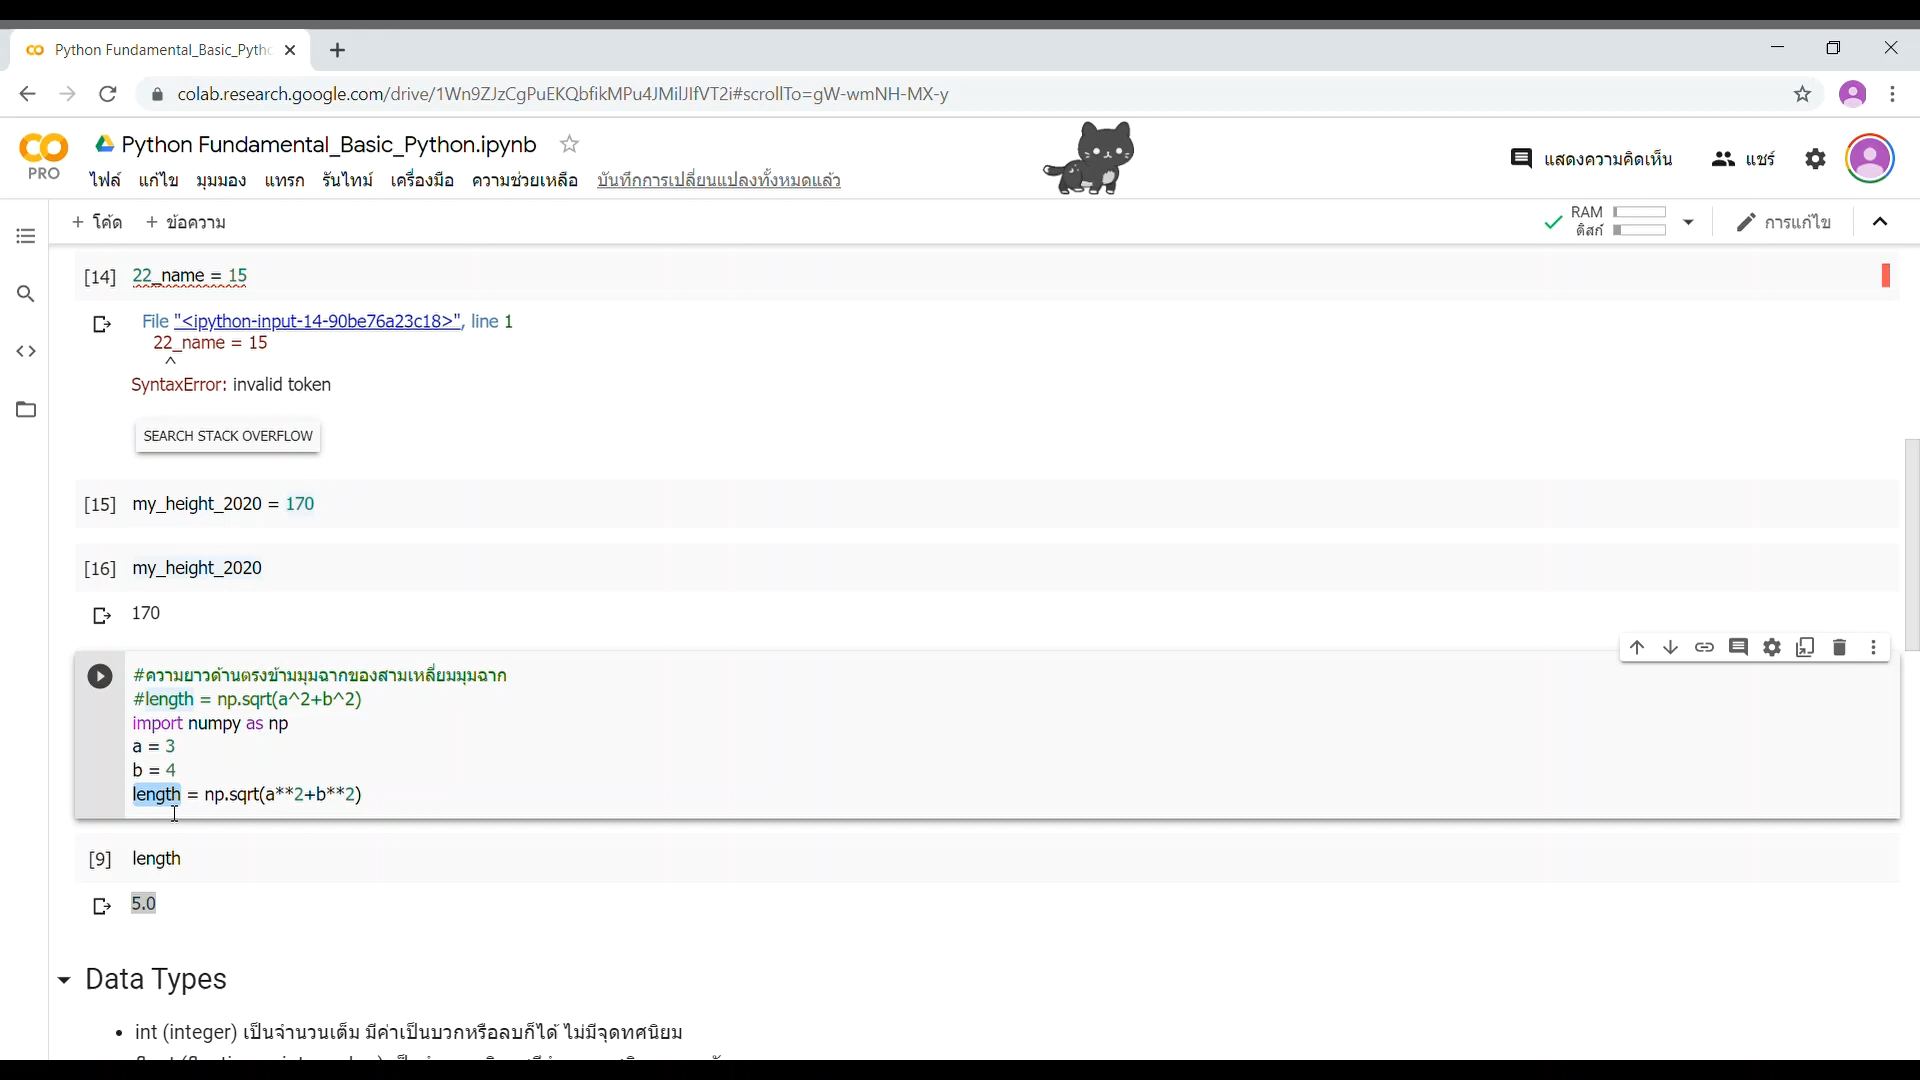 Python Fundamental_Basic_Pytho
colab.research.google.com/drive/1Wn9ZJzCgPuEKQbfikMPu4JMilJIfVT2i#scrollTo=gW-wmNH-MX-y
CO
PRO
Python Fundamental_Basic_Python.ipynb
แสดงความคิดเห็น
แชร์
ไฟล์ แก้ไข มุมมอง แทรก รันไทม์ เครื่องมือ ความช่วยเหลือ บันทึกการเปลี่ยนแปลงทั้งหมดแล้ว
+ โค้ด + ข้อความ
RAM
ดิสก์
การแก้ไข
[14] 22_name = 15
File "<ipython-input-14-90be76a23c18>", line 1
22_name = 15
^
SyntaxError: invalid token
SEARCH STACK OVERFLOW
[15] my_height_2020 = 170
[16] my_height_2020
170
#ความยาวด้านตรงข้ามมุมฉากของสามเหลี่ยมมุมฉาก
#length = np.sqrt(a^2+b^2)
import numpy as np
a = 3
b = 4
length = np.sqrt(a**2+b**2)
[9] length
5.0
Data Types
• int (integer) เป็นจำนวนเต็ม มีค่าเป็นบวกหรือลบก็ได้ ไม่มีจุดทศนิยม